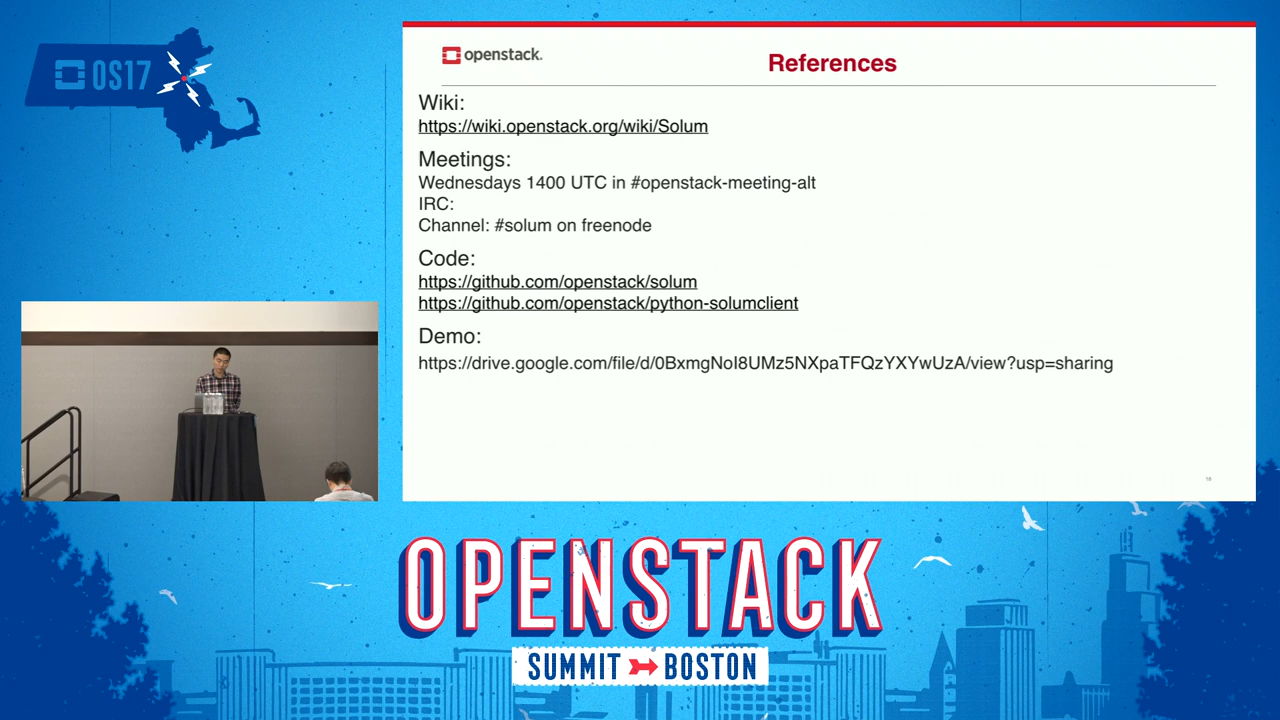 OS17
openstack.
References
Wiki:
https://wiki.openstack.org/wiki/Solum
Meetings:
Wednesdays 1400 UTC in #openstack-meeting-alt
IRC:
Channel: #solum on freenode
Code:
https://github.com/openstack/solum
https://github.com/openstack/python-solumclient
Demo:
https://drive.google.com/file/d/0BxmgNoI8UMz5NXpaTFQzYXYwUzA/view?usp=sharing
OPENSTACK
SUMMIT BOSTON